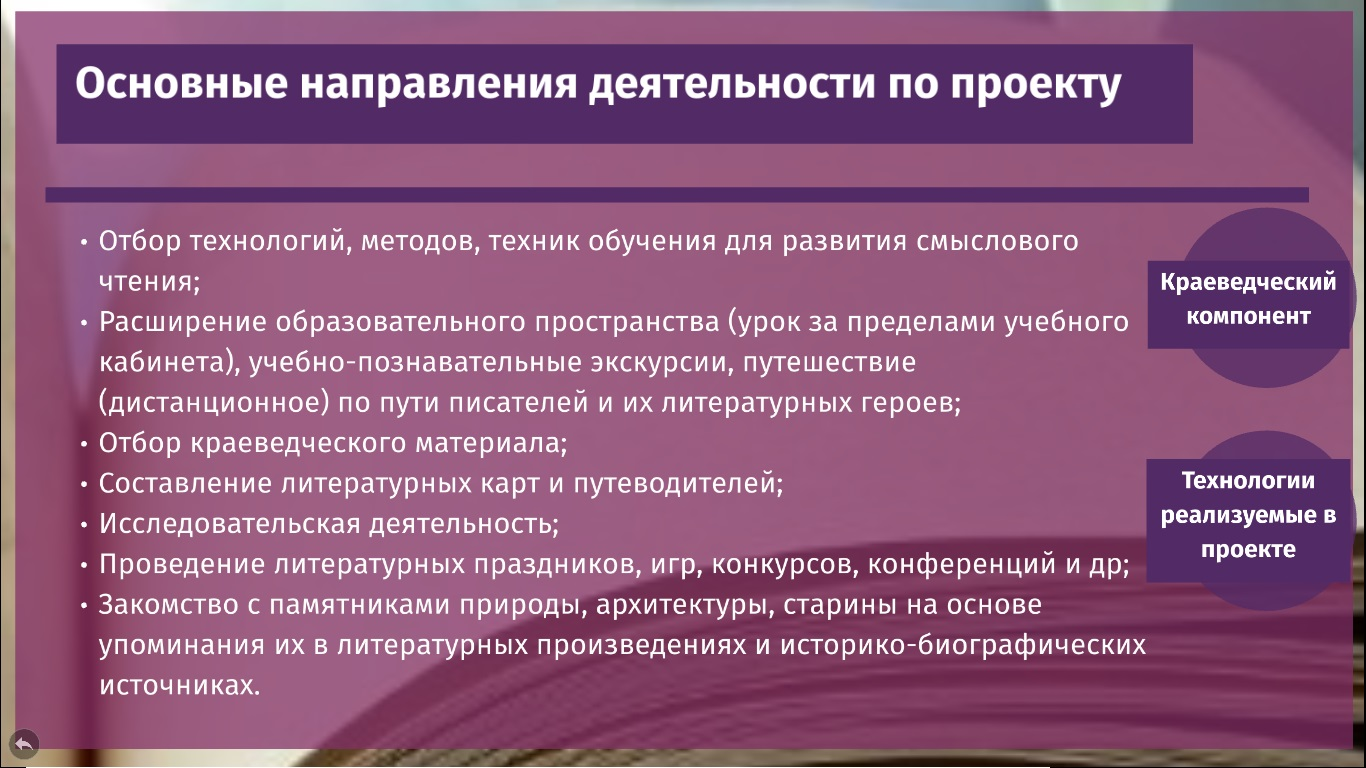 Основные направления деятельности по проекту
• Отбор технологий, методов, техник обучения для развития смыслового
чтения;
• Расширение образовательного пространства (урок за пределами учебного
кабинета), учебно-познавательные экскурсии, путешествие
(дистанционное) по пути писателей и их литературных героев;
• Отбор краеведческого материала;
• Составление литературных карт и путеводителей;
• Исследовательская деятельность;
• Проведение литературных праздников, игр, конкурсов, конференций и др;
• Закомство с памятниками природы, архитектуры, старины на основе
упоминания их в литературных произведениях и историко-биографических
источниках.
Краеведческий
компонент
Технологии
реализуемые в
проекте